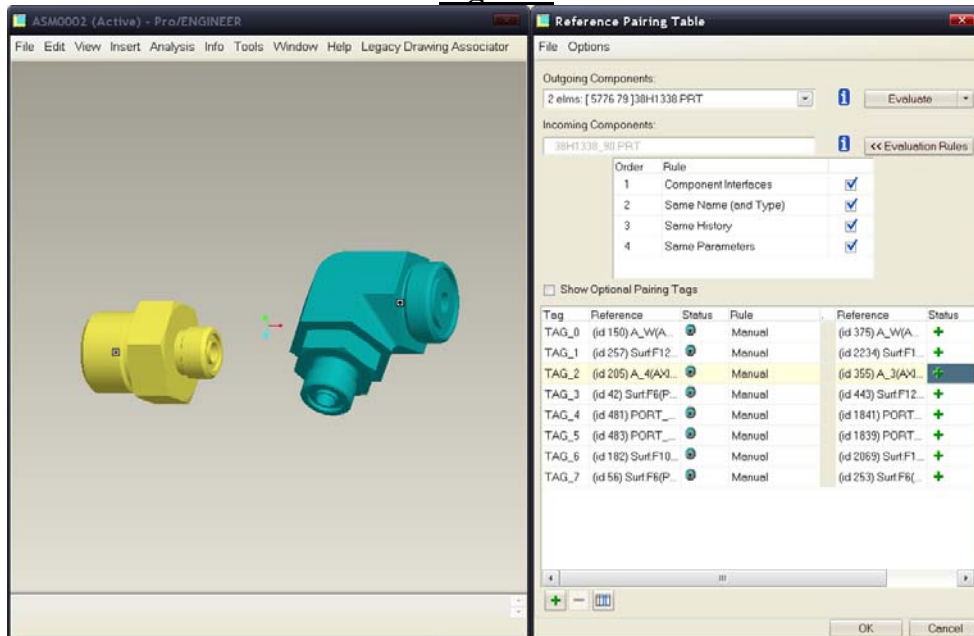 ASM0002 (Active) - Pro/ENGINEER
File Edit View Insert Analysis Info Tools Window Help Legacy Drawing Associator
Reference Pairing Table
File Options
Outgoing Components:
2 elms: [ 5776 79 ]38H1338.PRT
Evaluate
Incoming Components:
38H1338_90.PRT
<< Evaluation Rules
Order Rule
1 Component Interfaces
2 Same Name (and Type)
3 Same History
4 Same Parameters
Show Optional Pairing Tags
Tag Reference Status Rule . Reference Status
TAG_0 (id 150) A_W(A... Manual (id 375) A_W(A...
TAG_1 (id 257) Surf:F12... Manual (id 2234) Surf:F1...
TAG_2 (id 205) A_4(AXI... Manual (id 355) A_3(AXI...
TAG_3 (id 42) Surf:F6(P... Manual (id 443) Surf:F12...
TAG_4 (id 481) PORT_... Manual (id 1841) PORT...
TAG_5 (id 483) PORT_... Manual (id 1839) PORT...
TAG_6 (id 182) Surf:F10... Manual (id 2069) Surf:F1...
TAG_7 (id 56) Surf:F6(P... Manual (id 253) Surf:F6(...
OK Cancel